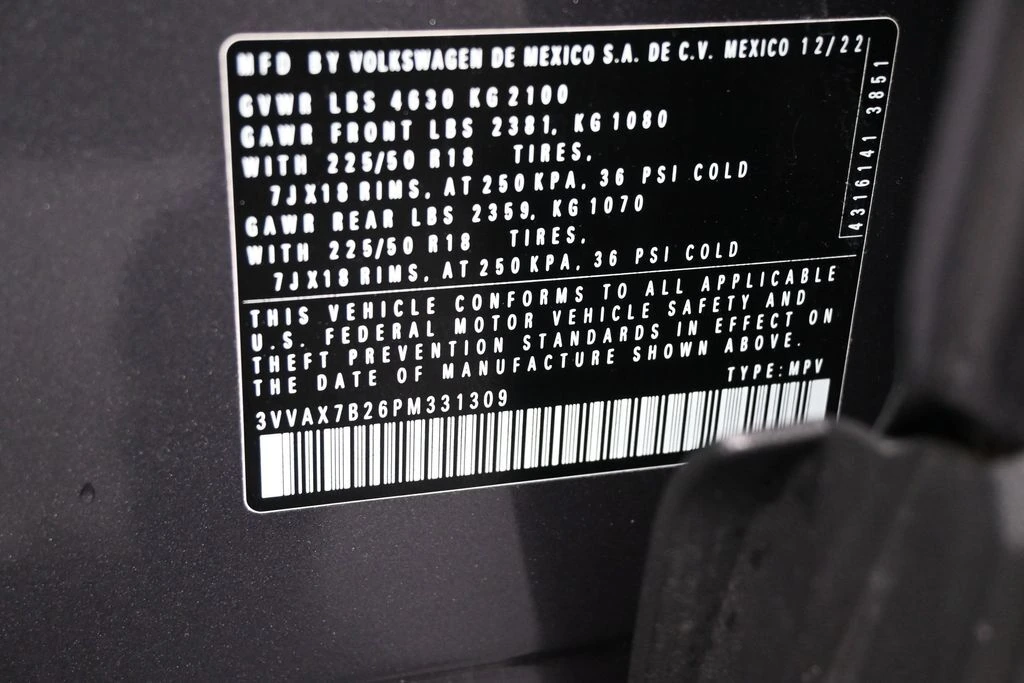 MFD BY VOLKSWAGEN DE MEXICO S.A. DE C.V. MEXICO 12/22
GVWR LBS 4630 KG 2100
GAWR FRONT LBS 2381, KG 1080
WITH 225/50 R18 TIRES,
7JX18 RIMS, AT 250 KPA, 36 PSI COLD
GAWR REAR LBS 2359, KG 1070
WITH 225/50 R18 TIRES,
7JX18 RIMS, AT 250 KPA, 36 PSI COLD
4316141 3851
THIS VEHICLE CONFORMS TO ALL APPLICABLE
U.S. FEDERAL MOTOR VEHICLE SAFETY AND
THEFT PREVENTION STANDARDS IN EFFECT ON
THE DATE OF MANUFACTURE SHOWN ABOVE.
TYPE: MPV
3VVAX7B26PM331309